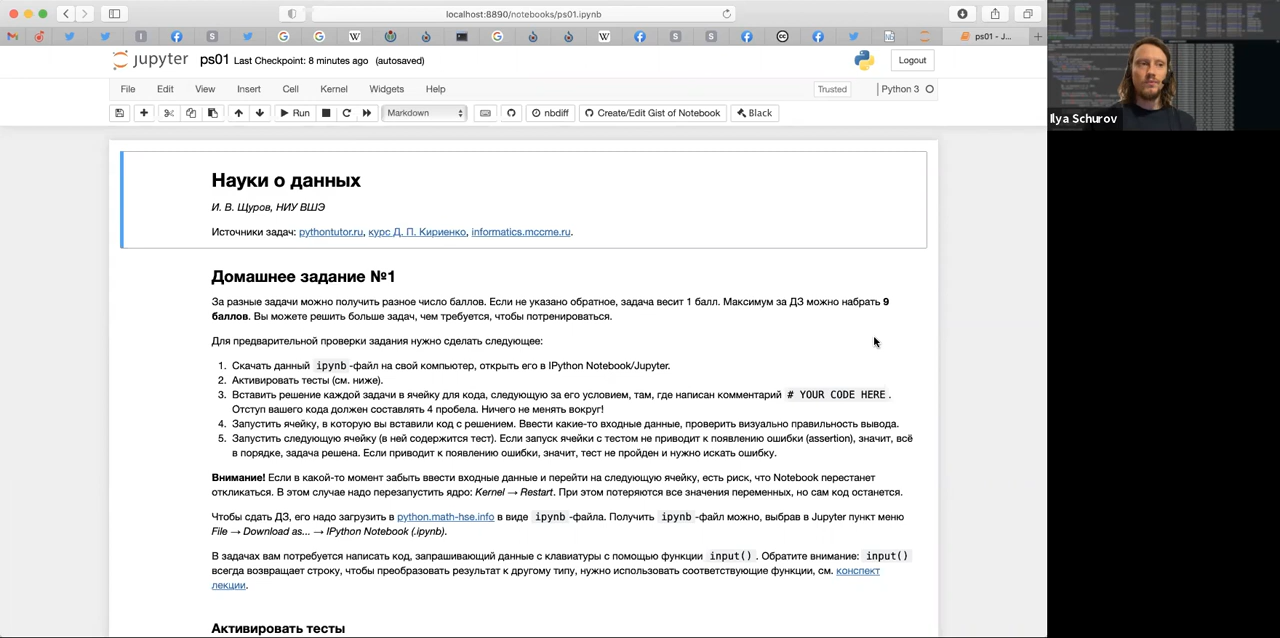 localhost:8890/notebooks/ps01.ipynb
ps01 - J...
jupyter ps01 Last Checkpoint: 8 minutes ago (autosaved)
Logout
File Edit View Insert Cell Kernel Widgets Help
Trusted
Python 3
Run
Markdown
nbdiff
Create/Edit Gist of Notebook
Black
Ilya Schurov
Науки о данных
И. В. Щуров, НИУ ВШЭ
Источники задач: pythontutor.ru, курс Д. П. Кириенко, informatics.mccme.ru.
Домашнее задание №1
За разные задачи можно получить разное число баллов. Если не указано обратное, задача весит 1 балл. Максимум за ДЗ можно набрать 9
баллов. Вы можете решить больше задач, чем требуется, чтобы потренироваться.
Для предварительной проверки задания нужно сделать следующее:
1. Скачать данный ipynb -файл на свой компьютер, открыть его в IPython Notebook/Jupyter.
2. Активировать тесты (см. ниже).
3. Вставить решение каждой задачи в ячейку для кода, следующую за его условием, там, где написан комментарий # YOUR CODE HERE .
Отступ вашего кода должен составлять 4 пробела. Ничего не менять вокруг!
4. Запустить ячейку, в которую вы вставили код с решением. Ввести какие-то входные данные, проверить визуально правильность вывода.
5. Запустить следующую ячейку (в ней содержится тест). Если запуск ячейки с тестом не приводит к появлению ошибки (assertion), значит, всё
в порядке, задача решена. Если приводит к появлению ошибки, значит, тест не пройден и нужно искать ошибку.
Внимание! Если в какой-то момент забыть ввести входные данные и перейти на следующую ячейку, есть риск, что Notebook перестанет
откликаться. В этом случае надо перезапустить ядро: Kernel → Restart. При этом потеряются все значения переменных, но сам код останется.
Чтобы сдать ДЗ, его надо загрузить в python.math-hse.info в виде ipynb -файла. Получить ipynb -файл можно, выбрав в Jupyter пункт меню
File → Download as... → IPython Notebook (.ipynb).
В задачах вам потребуется написать код, запрашивающий данные с клавиатуры с помощью функции input() . Обратите внимание: input()
всегда возвращает строку, чтобы преобразовать результат к другому типу, нужно использовать соответствующие функции, см. конспект
лекции.
Активировать тесты